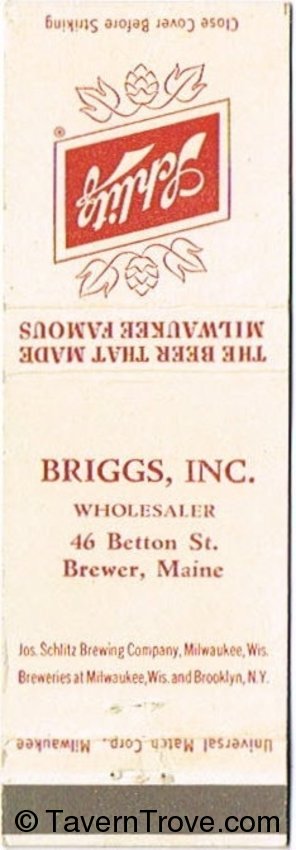 Close Cover Before Striking
Schlitz
®
THE BEER THAT MADE
MILWAUKEE FAMOUS
BRIGGS, INC.
WHOLESALER
46 Betton St.
Brewer, Maine
Jos. Schlitz Brewing Company, Milwaukee, Wis.
Breweries at Milwaukee, Wis. and Brooklyn, N.Y.
Universal Match Corp., Milwaukee
© TavernTrove.com